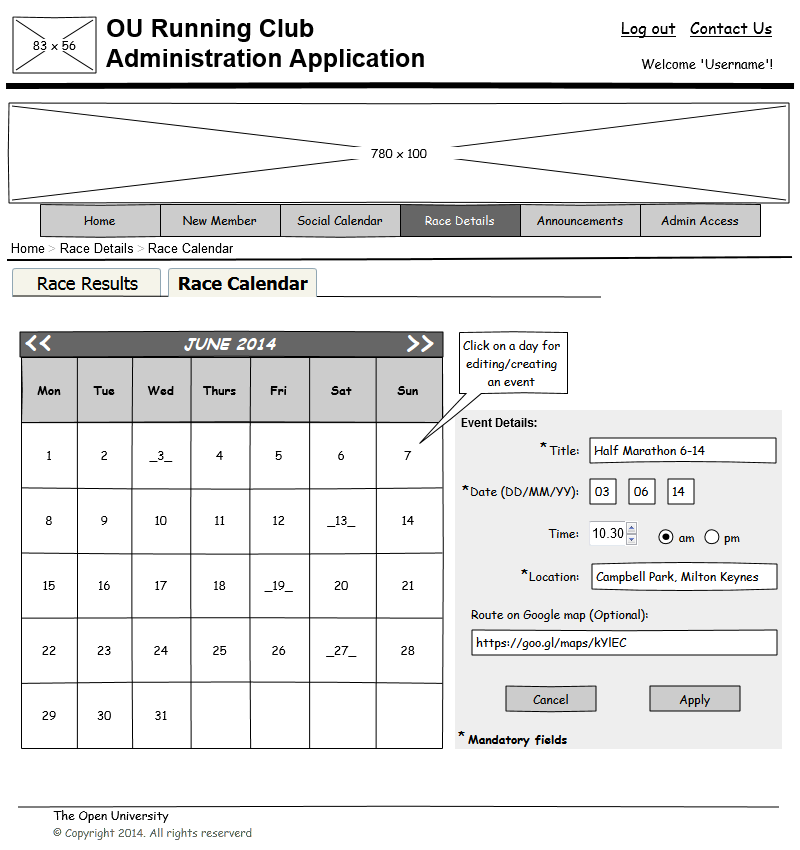 83 x 56
OU Running Club
Administration Application
Log out Contact Us
Welcome 'Username'!
780 x 100
Home New Member Social Calendar Race Details Announcements Admin Access
Home > Race Details > Race Calendar
Race Results Race Calendar
<< JUNE 2014 >>
Mon Tue Wed Thurs Fri Sat Sun
1 2 _3_ 4 5 6 7
8 9 10 11 12 _13_ 14
15 16 17 18 _19_ 20 21
22 23 24 25 26 _27_ 28
29 30 31
Click on a day for
editing/creating
an event
Event Details:
*Title: Half Marathon 6-14
*Date (DD/MM/YY): 03 06 14
Time: 10.30 am pm
*Location: Campbell Park, Milton Keynes
Route on Google map (Optional):
https://goo.gl/maps/kYlEC
Cancel Apply
* Mandatory fields
The Open University
© Copyright 2014. All rights reserverd